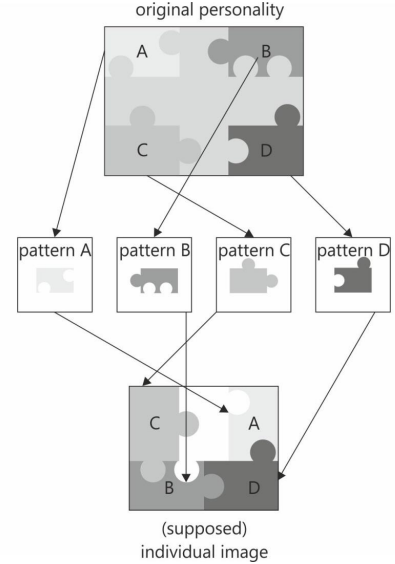 original personality
A
B
C
D
pattern A
pattern B
pattern C
pattern D
C
A
B
D
(supposed)
individual image